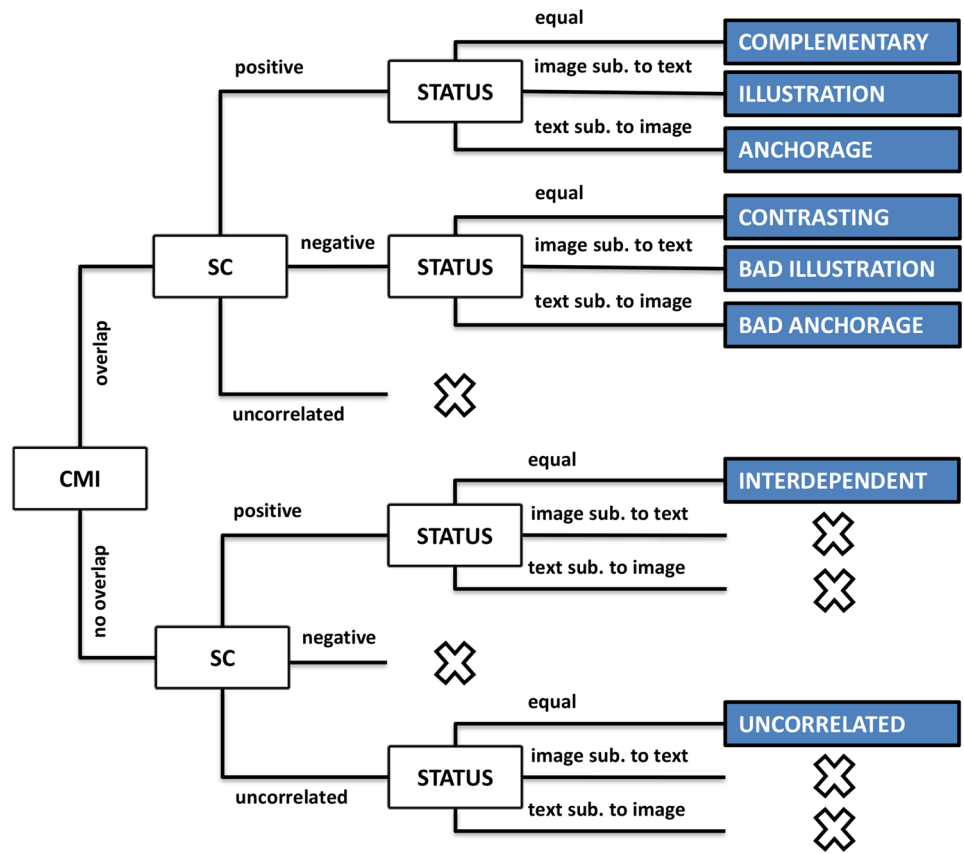 equal
COMPLEMENTARY
positive
image sub. to text
STATUS
ILLUSTRATION
text sub. to image
ANCHORAGE
equal
CONTRASTING
negative
image sub. to text
SC
STATUS
BAD ILLUSTRATION
text sub. to image
BAD ANCHORAGE
overlap
uncorrelated
CMI
equal
INTERDEPENDENT
positive
image sub. to text
STATUS
text sub. to image
no overlap
negative
SC
equal
UNCORRELATED
image sub. to text
STATUS
uncorrelated
text sub. to image